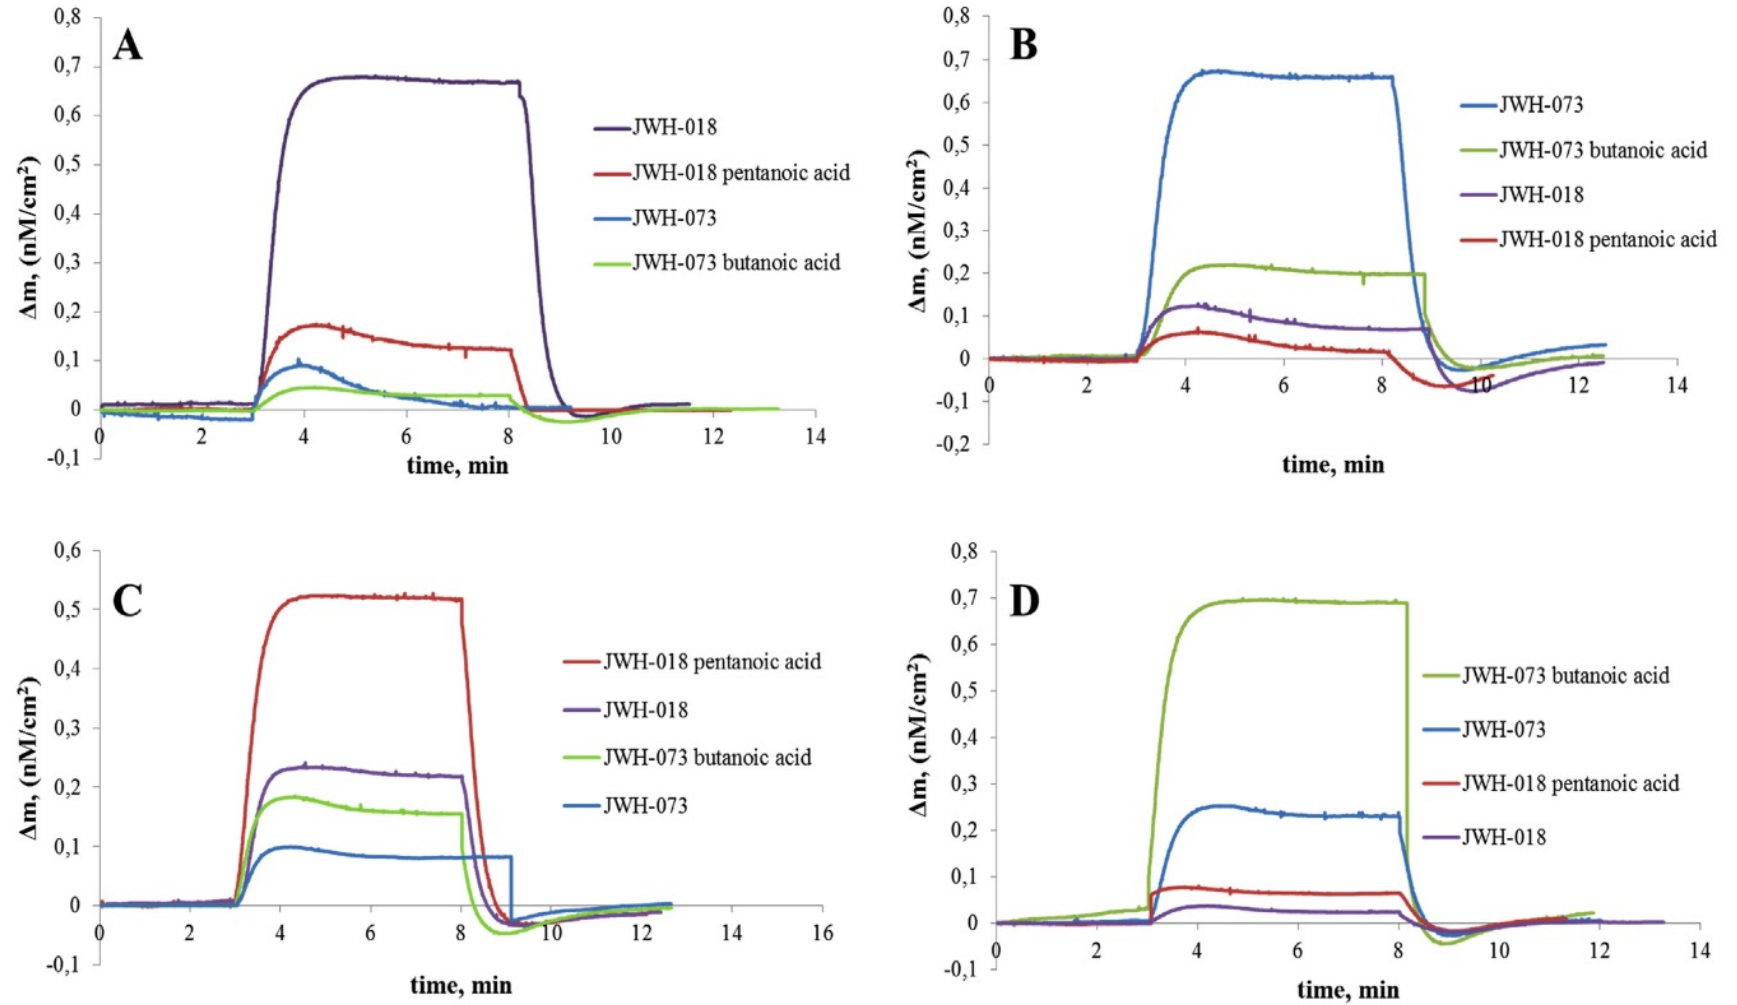 A
0,8
0,7
0,6
0,5
0,4
0,3
0,2
0,1
0
-0,1
Δm, (nM/cm²)
0 2 4 6 8 10 12 14
time, min
JWH-018
JWH-018 pentanoic acid
JWH-073
JWH-073 butanoic acid
B
0,8
0,7
0,6
0,5
0,4
0,3
0,2
0,1
0
-0,1
-0,2
Δm, (nM/cm²)
0 2 4 6 8 10 12 14
time, min
JWH-073
JWH-073 butanoic acid
JWH-018
JWH-018 pentanoic acid
C
0,6
0,5
0,4
0,3
0,2
0,1
0
-0,1
Δm, (nM/cm²)
0 2 4 6 8 10 12 14 16
time, min
JWH-018 pentanoic acid
JWH-018
JWH-073 butanoic acid
JWH-073
D
0,8
0,7
0,6
0,5
0,4
0,3
0,2
0,1
0
-0,1
Δm, (nM/cm²)
0 2 4 6 8 10 12 14
time, min
JWH-073 butanoic acid
JWH-073
JWH-018 pentanoic acid
JWH-018